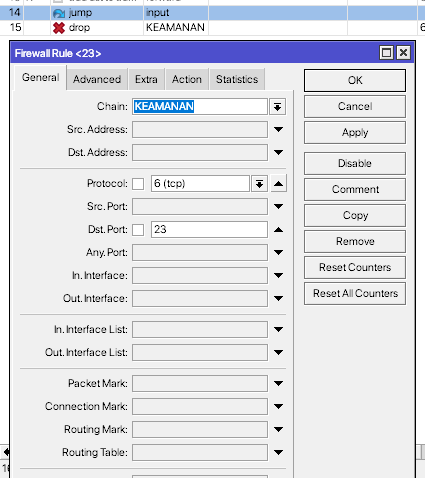 14 jump input
15 drop KEAMANAN 6
Firewall Rule <23>
General Advanced Extra Action Statistics
Chain: KEAMANAN
Src. Address:
Dst. Address:
Protocol: 6 (tcp)
Src. Port:
Dst. Port: 23
Any. Port:
In. Interface:
Out. Interface:
In. Interface List:
Out. Interface List:
Packet Mark:
Connection Mark:
Routing Mark:
Routing Table:
OK
Cancel
Apply
Disable
Comment
Copy
Remove
Reset Counters
Reset All Counters